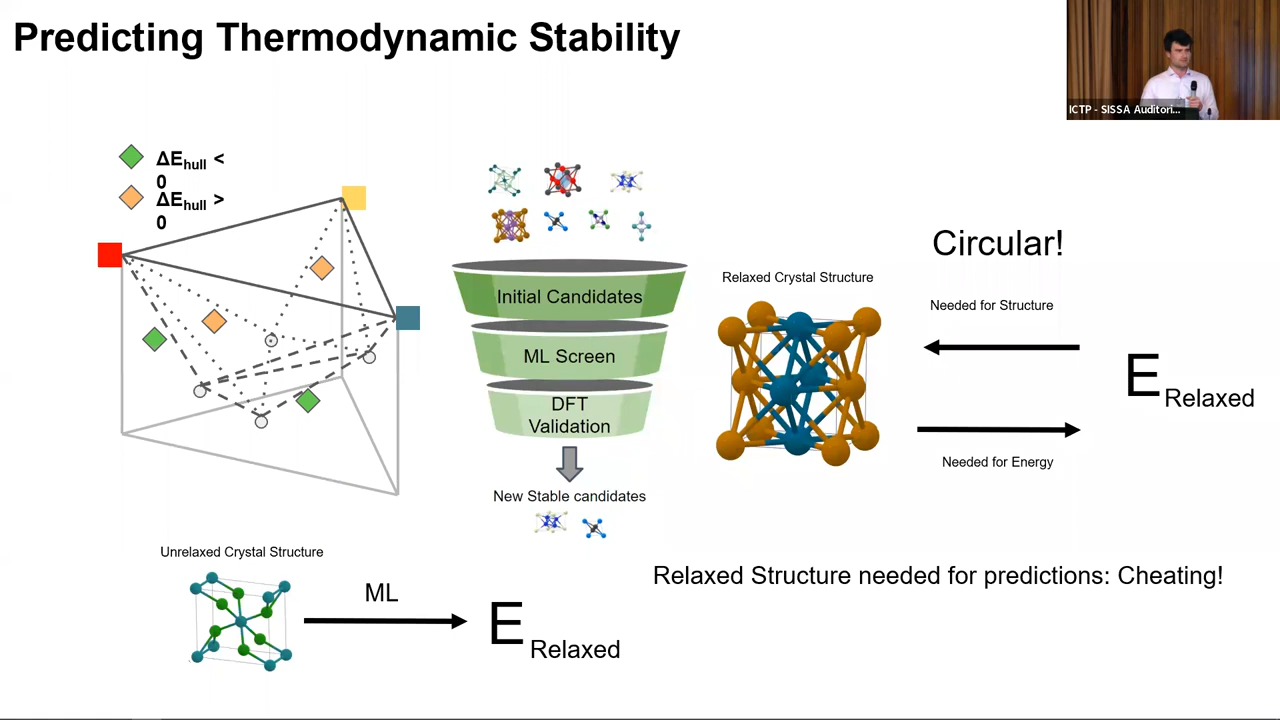 Predicting Thermodynamic Stability
ICTP - SISSA Auditori...
ΔEhull <
0
ΔEhull >
0
Initial Candidates
ML Screen
DFT
Validation
New Stable candidates
Relaxed Crystal Structure
Circular!
Needed for Structure
ERelaxed
Needed for Energy
Unrelaxed Crystal Structure
ML
ERelaxed
Relaxed Structure needed for predictions: Cheating!